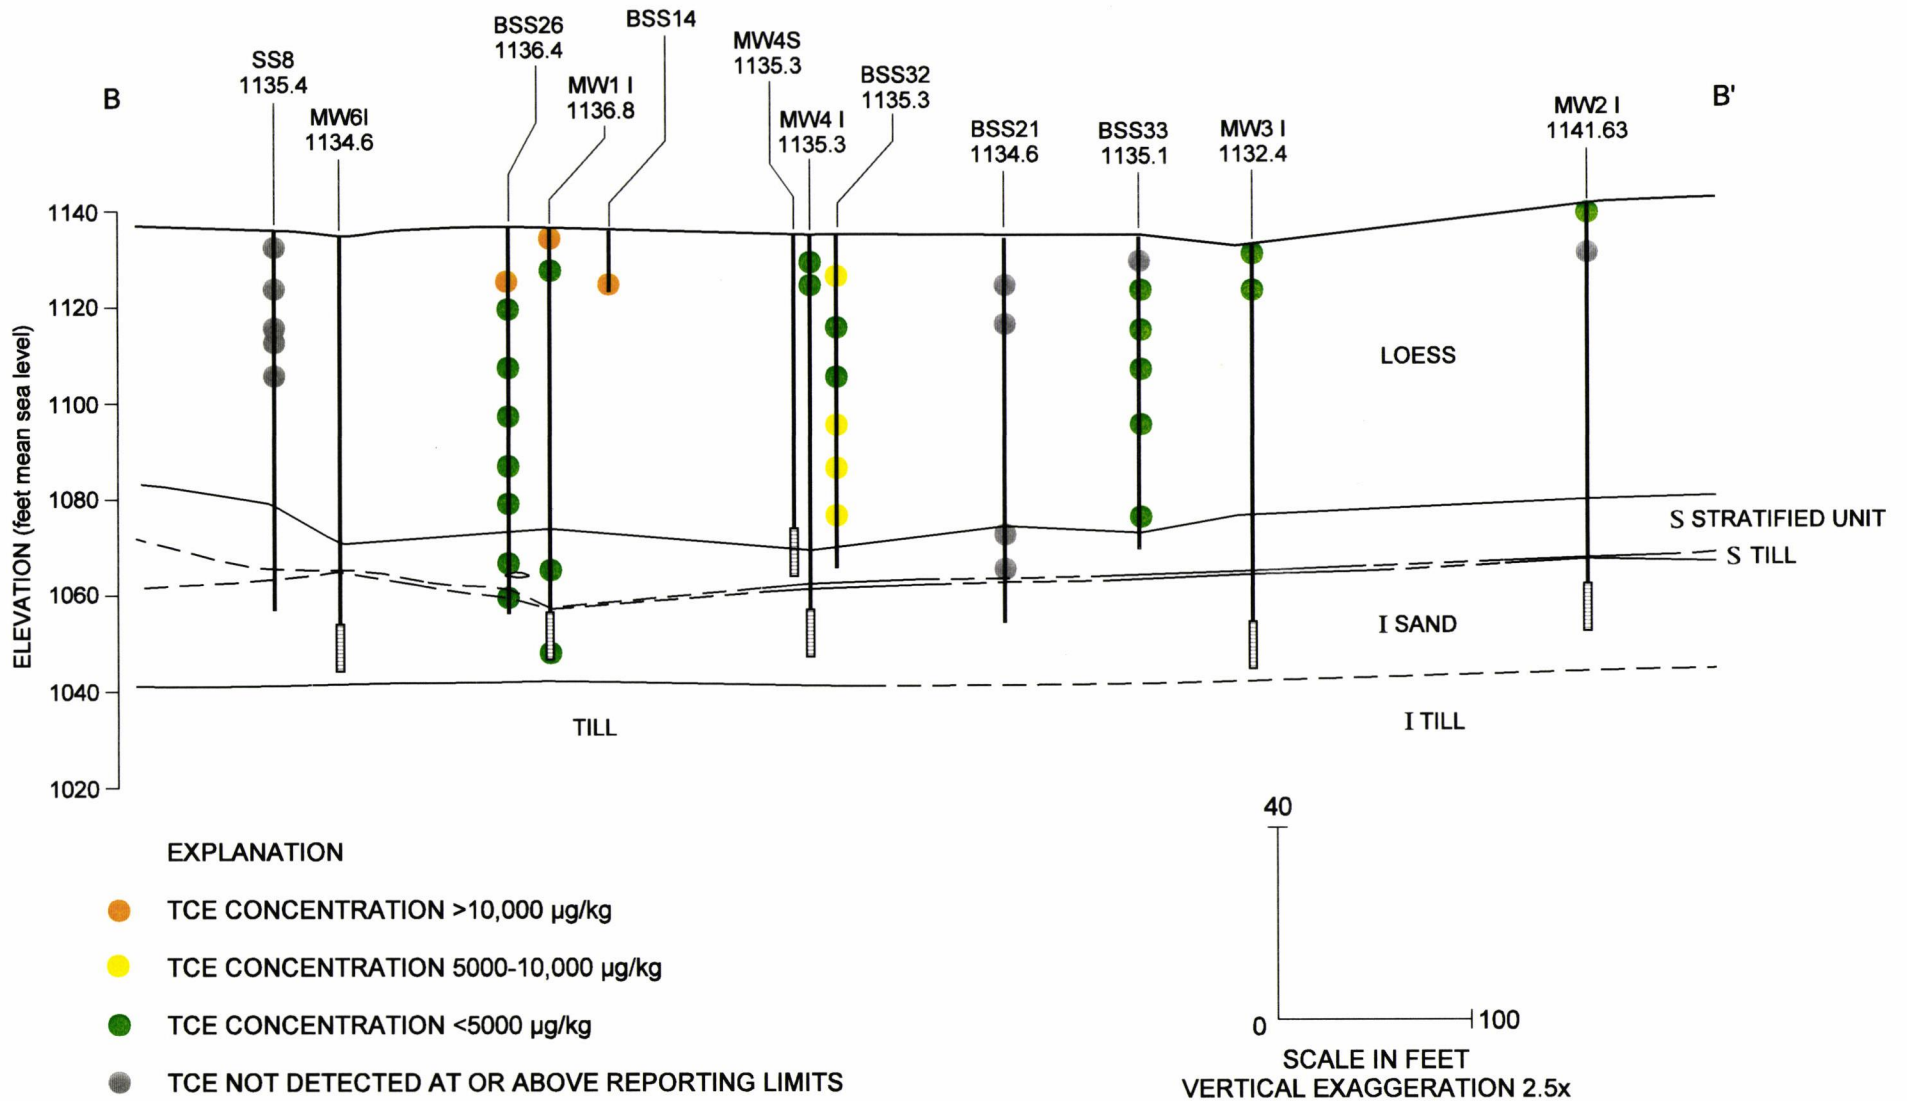 BSS26
1136.4
BSS14
MW4S
1135.3
SS8
1135.4
BSS32
1135.3
MW1 I
1136.8
B
B'
MW6I
1134.6
MW4 I
1135.3
BSS21
1134.6
BSS33
1135.1
MW3 I
1132.4
MW2 I
1141.63
ELEVATION (feet mean sea level)
1140
1120
1100
1080
1060
1040
1020
LOESS
S STRATIFIED UNIT
S TILL
I SAND
TILL
I TILL
EXPLANATION
TCE CONCENTRATION >10,000 µg/kg
TCE CONCENTRATION 5000-10,000 µg/kg
TCE CONCENTRATION <5000 µg/kg
TCE NOT DETECTED AT OR ABOVE REPORTING LIMITS
40
0
100
SCALE IN FEET
VERTICAL EXAGGERATION 2.5x